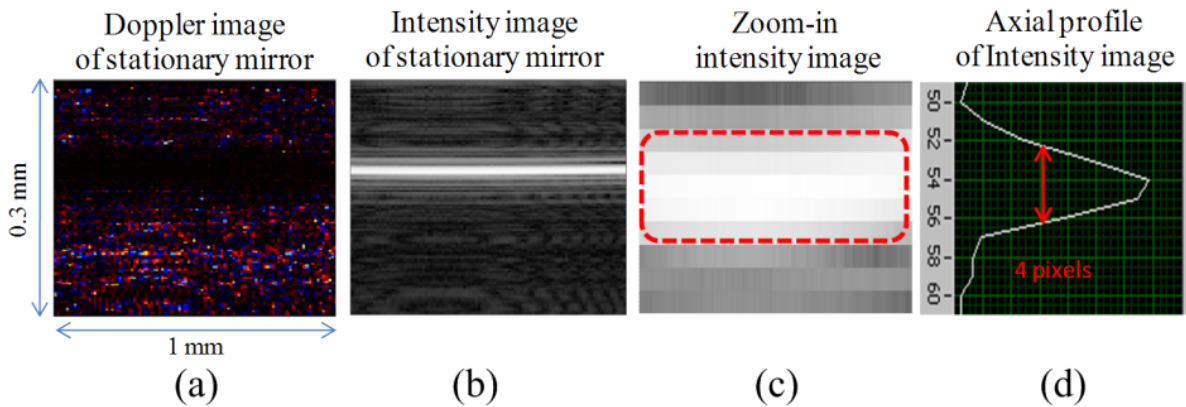 Doppler image
of stationary mirror
Intensity image
of stationary mirror
Zoom-in
intensity image
Axial profile
of Intensity image
0.3 mm
1 mm
50
52
54
56
58
60
4 pixels
(a)
(b)
(c)
(d)